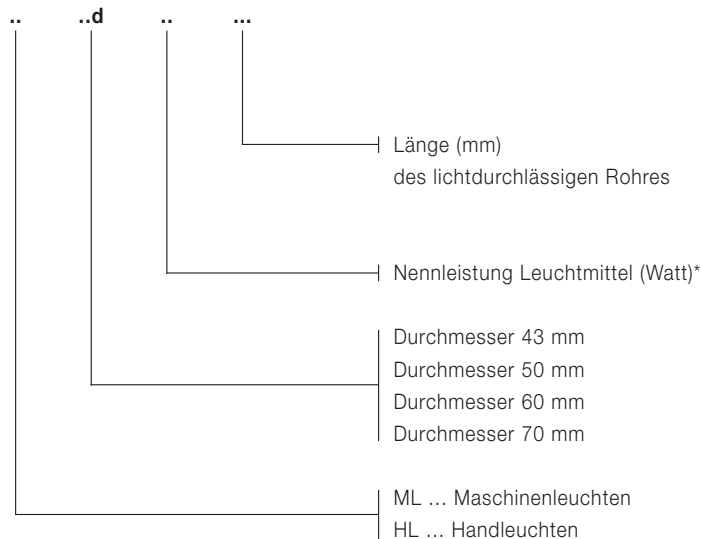 .. ..d .. ...
Länge (mm)
des lichtdurchlässigen Rohres
Nennleistung Leuchtmittel (Watt)*
Durchmesser 43 mm
Durchmesser 50 mm
Durchmesser 60 mm
Durchmesser 70 mm
ML ... Maschinenleuchten
HL ... Handleuchten